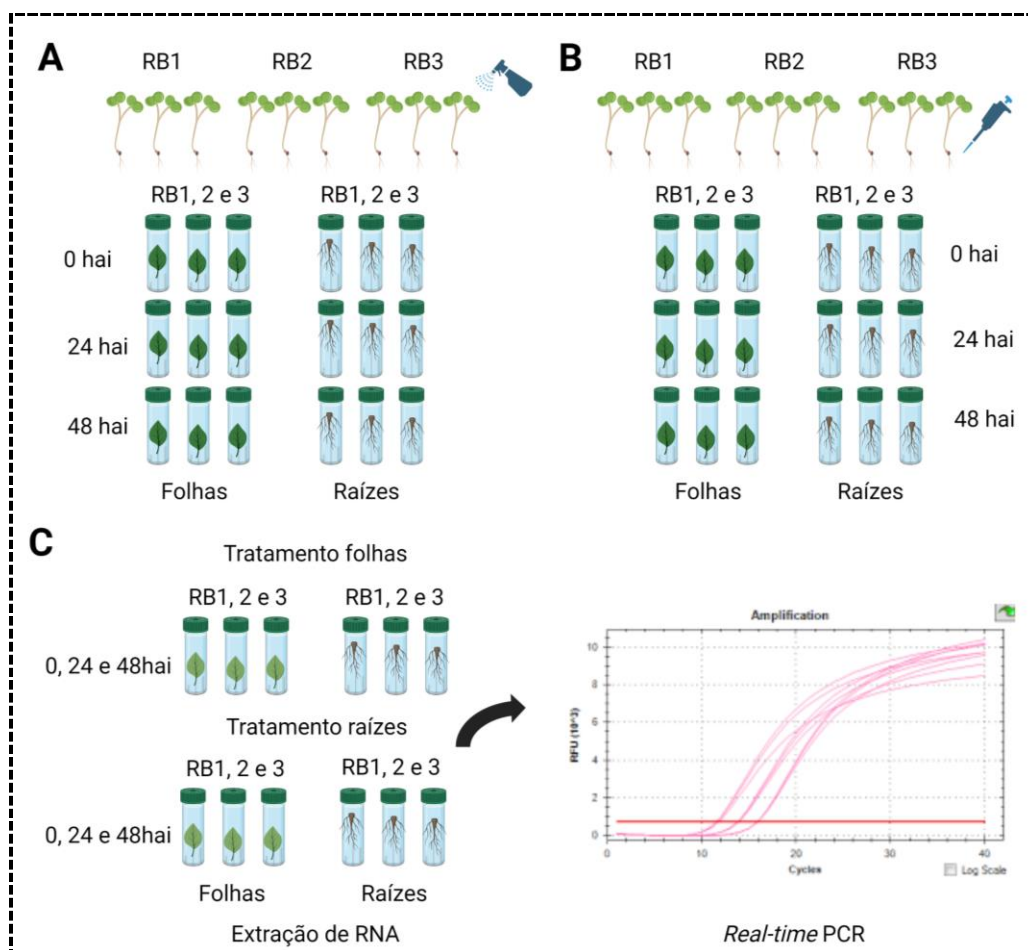 A
RB1 RB2 RB3
RB1, 2 e 3 RB1, 2 e 3
0 hai
24 hai
48 hai
Folhas Raízes
B
RB1 RB2 RB3
RB1, 2 e 3 RB1, 2 e 3
0 hai
24 hai
48 hai
Folhas Raízes
C
Tratamento folhas
RB1, 2 e 3 RB1, 2 e 3
0, 24 e 48hai
Tratamento raízes
RB1, 2 e 3 RB1, 2 e 3
0, 24 e 48hai
Folhas Raízes
Extração de RNA
Amplification
RFU (10^3)
10
8
6
4
2
0
0 10 20 30 40
Cycles
Log Scale
Real-time PCR